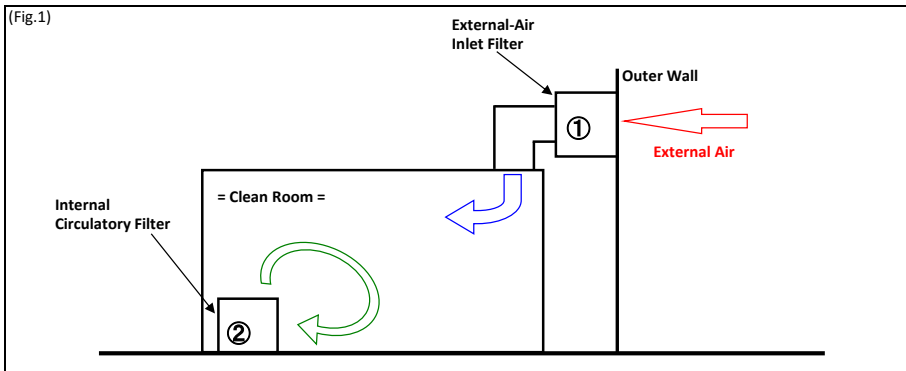 (Fig.1)
External-Air
Inlet Filter
Outer Wall
①
External Air
= Clean Room =
Internal
Circulatory Filter
②